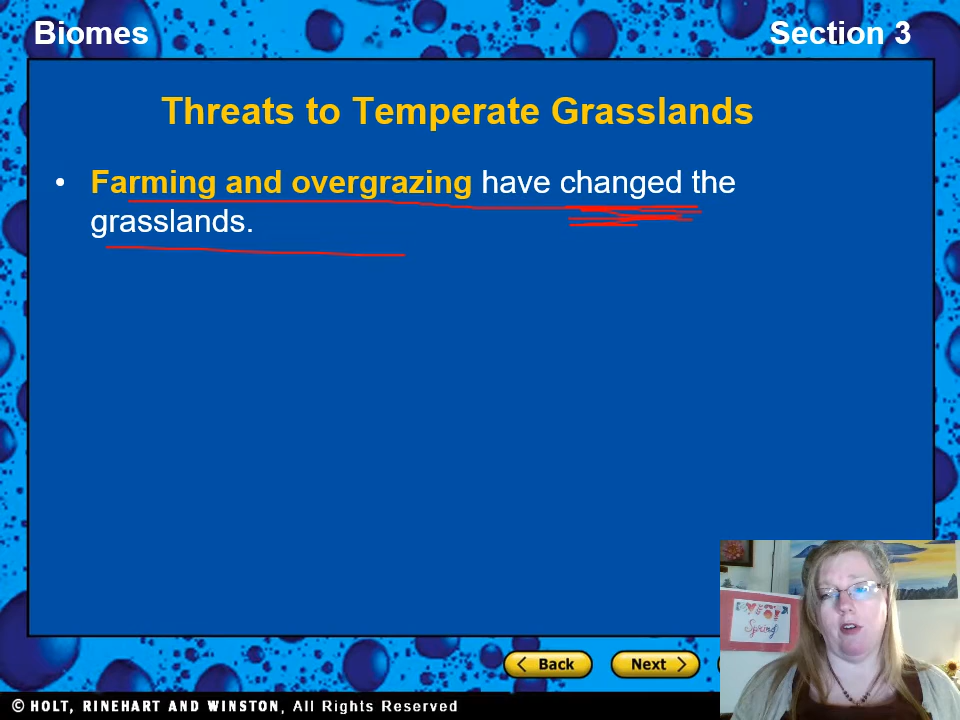 Biomes
Section 3
Threats to Temperate Grasslands
• Farming and overgrazing have changed the
grasslands.
Spring
< Back
Next >
© HOLT, RINEHART AND WINSTON, All Rights Reserved